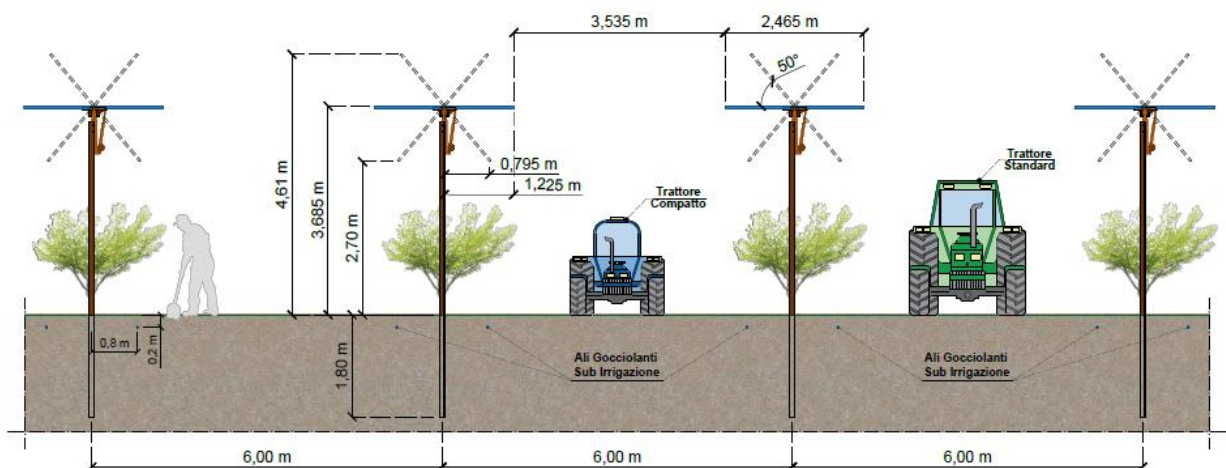 3,535 m
2,465 m
50°
4,61 m
3,685 m
2,70 m
0,795 m
1,225 m
Trattore
Compatto
Trattore
Standard
0,8 m
0,2 m
1,80 m
Ali Gocciolanti
Sub Irrigazione
Ali Gocciolanti
Sub Irrigazione
6,00 m
6,00 m
6,00 m